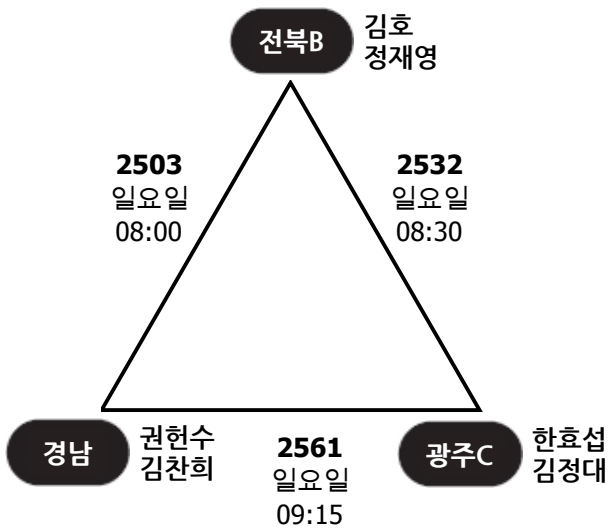 전북B
김호
정재영
2503
일요일
08:00
2532
일요일
08:30
경남
권헌수
김찬희
2561
일요일
09:15
광주C
한효섭
김정대